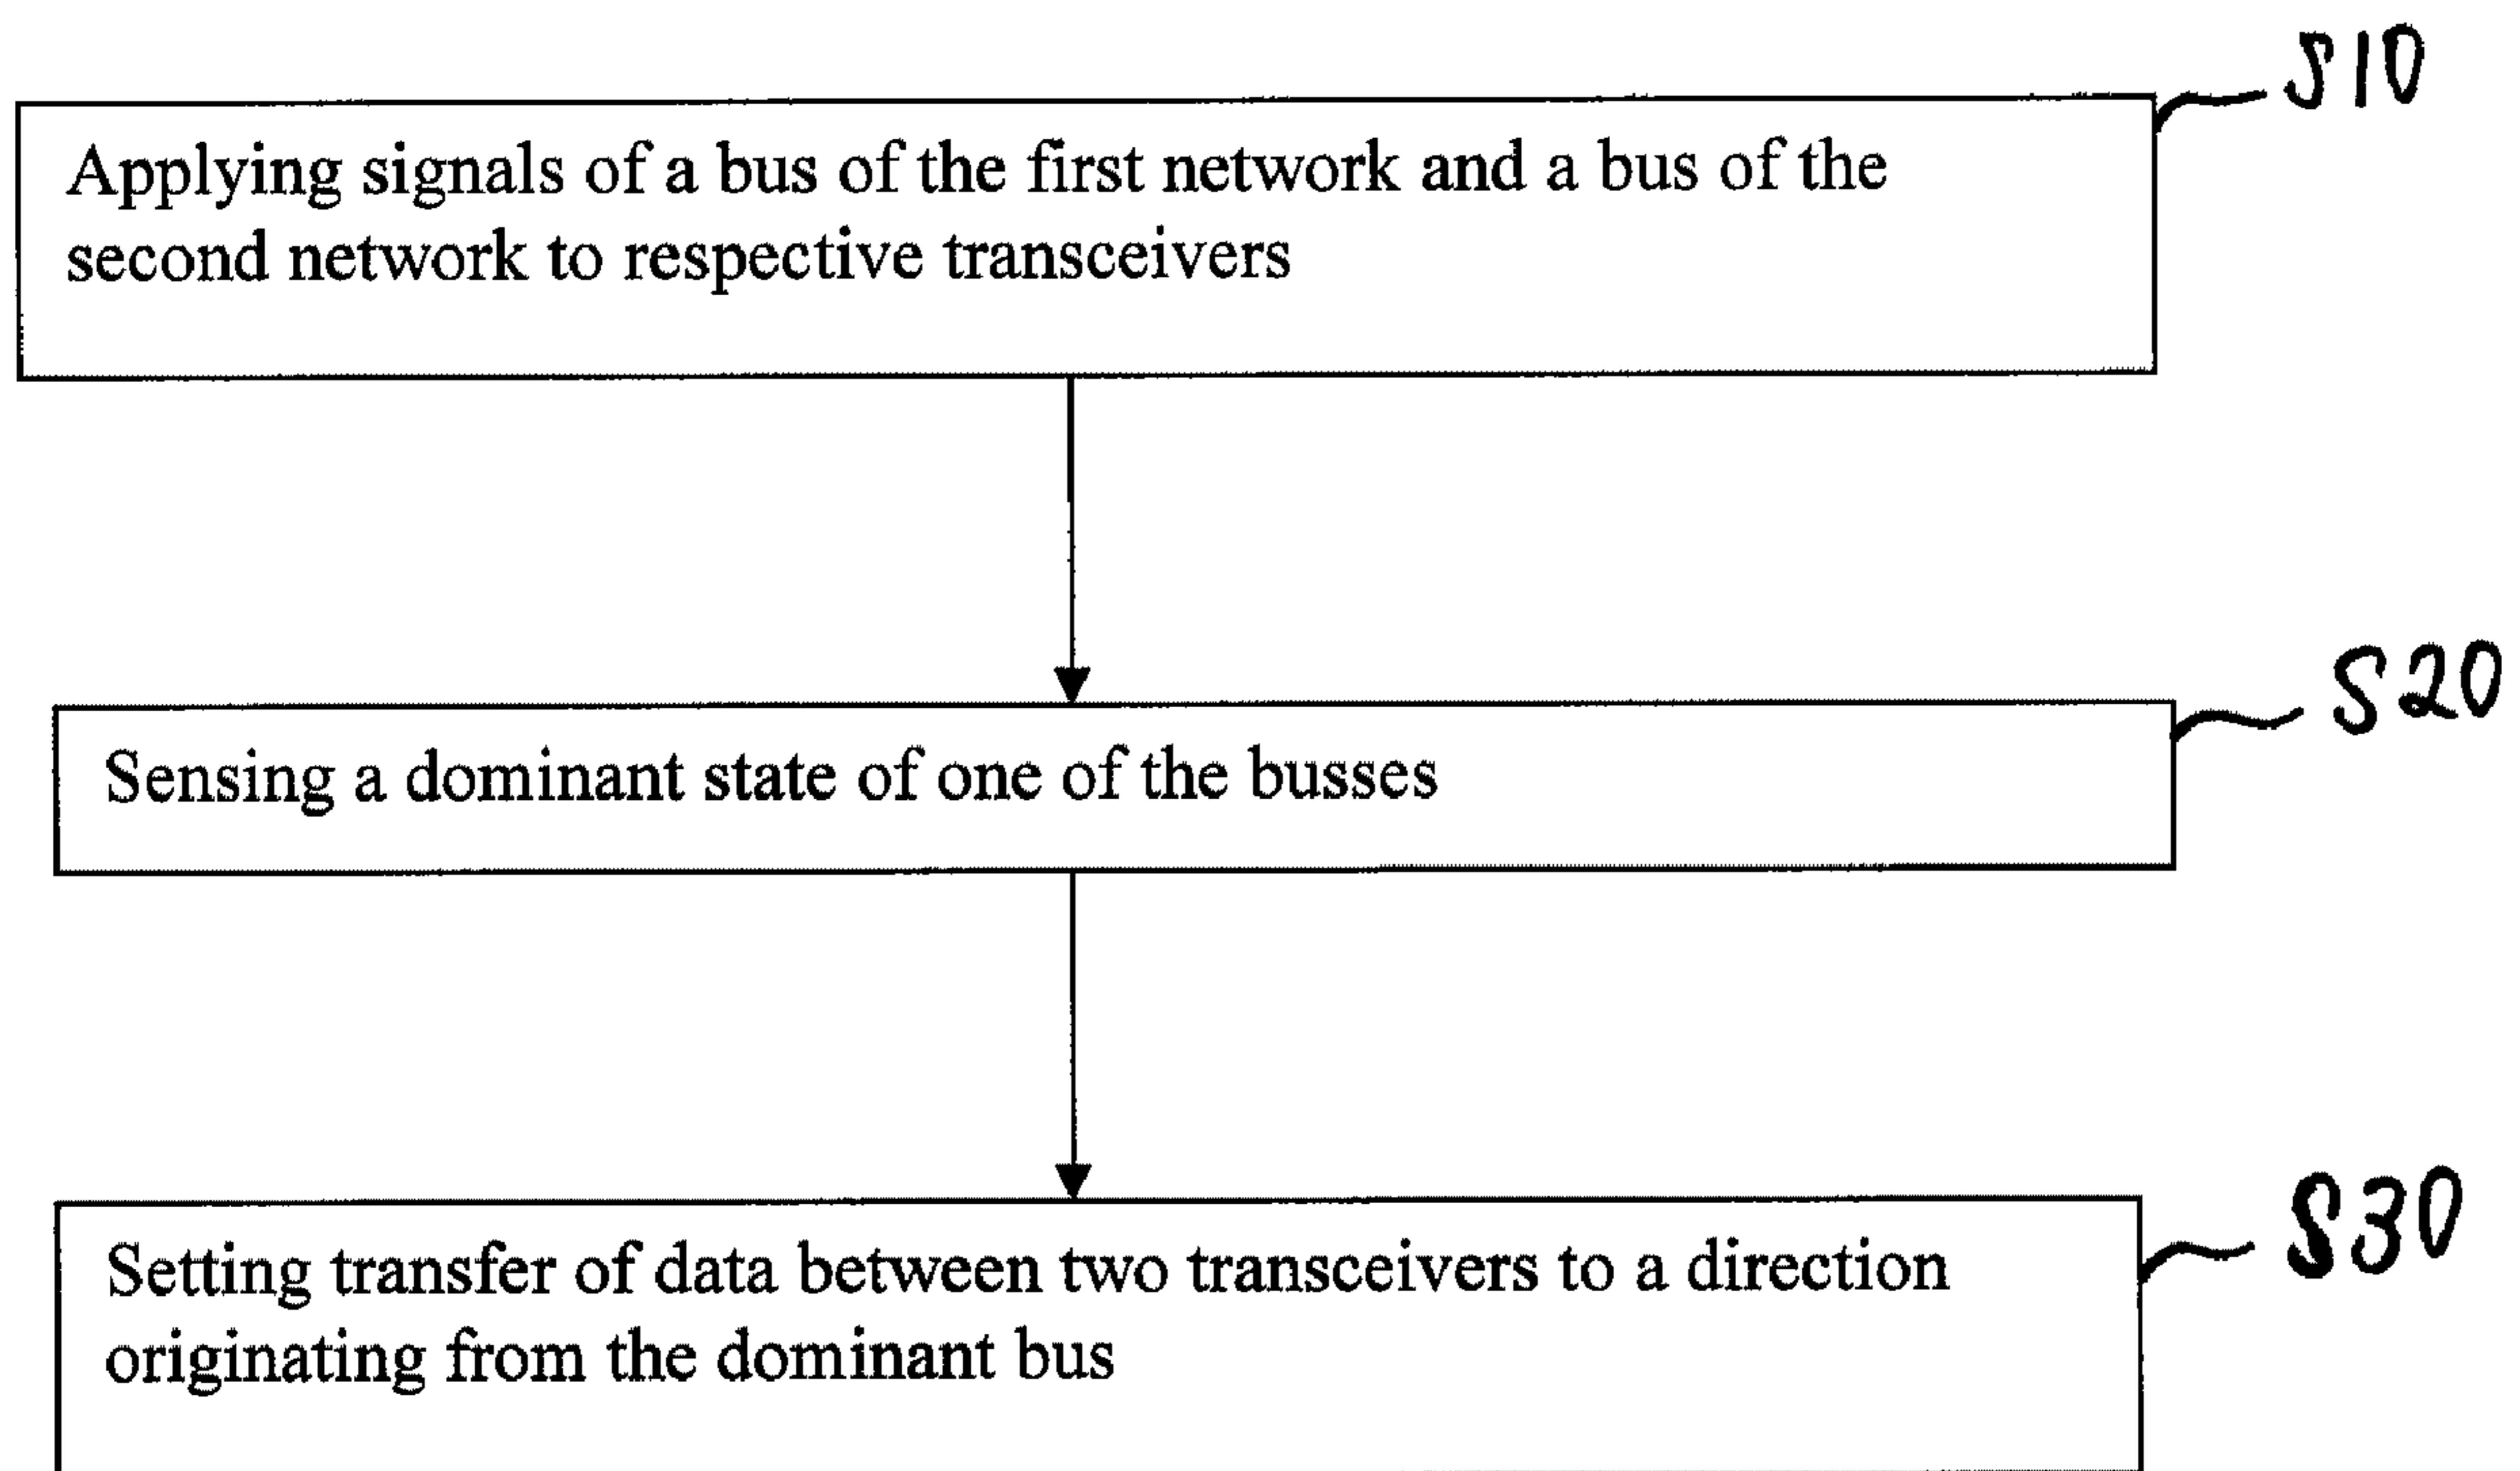 S10
Applying signals of a bus of the first network and a bus of the
second network to respective transceivers
S20
Sensing a dominant state of one of the busses
S30
Setting transfer of data between two transceivers to a direction
originating from the dominant bus